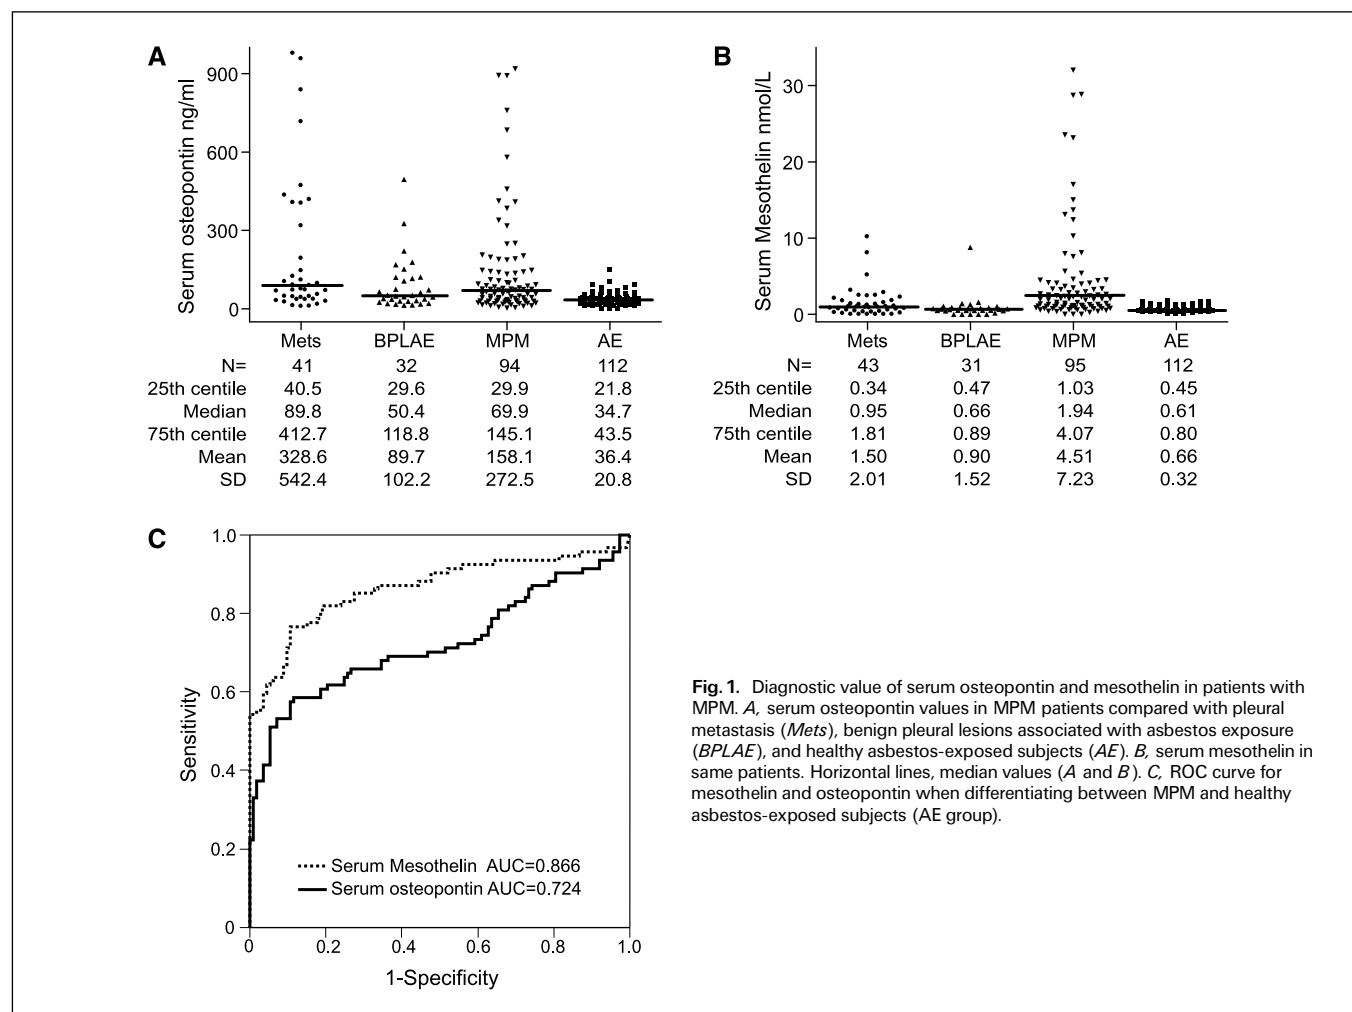 A
Serum osteopontin ng/ml
900
600
300
0
Mets BPLAE MPM AE
N= 41 32 94 112
25th centile 40.5 29.6 29.9 21.8
Median 89.8 50.4 69.9 34.7
75th centile 412.7 118.8 145.1 43.5
Mean 328.6 89.7 158.1 36.4
SD 542.4 102.2 272.5 20.8
B
Serum Mesothelin nmol/L
30
20
10
0
Mets BPLAE MPM AE
N= 43 31 95 112
25th centile 0.34 0.47 1.03 0.45
Median 0.95 0.66 1.94 0.61
75th centile 1.81 0.89 4.07 0.80
Mean 1.50 0.90 4.51 0.66
SD 2.01 1.52 7.23 0.32
C
Sensitivity
1.0
0.8
0.6
0.4
0.2
0
Serum Mesothelin AUC=0.866
Serum osteopontin AUC=0.724
0 0.2 0.4 0.6 0.8 1.0
1-Specificity
Fig. 1. Diagnostic value of serum osteopontin and mesothelin in patients with
MPM. A, serum osteopontin values in MPM patients compared with pleural
metastasis (Mets), benign pleural lesions associated with asbestos exposure
(BPLAE), and healthy asbestos-exposed subjects (AE). B, serum mesothelin in
same patients. Horizontal lines, median values (A and B). C, ROC curve for
mesothelin and osteopontin when differentiating between MPM and healthy
asbestos-exposed subjects (AE group).